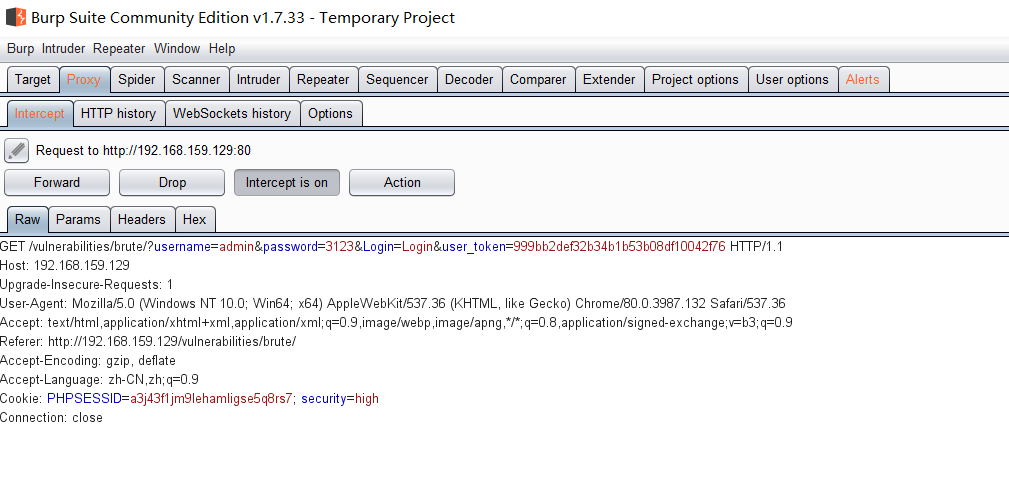 Burp Suite Community Edition v1.7.33 - Temporary Project
Burp Intruder Repeater Window Help
Target Proxy Spider Scanner Intruder Repeater Sequencer Decoder Comparer Extender Project options User options Alerts
Intercept HTTP history WebSockets history Options
Request to http://192.168.159.129:80
Forward Drop Intercept is on Action
Raw Params Headers Hex
GET /vulnerabilities/brute/?username=admin&password=3123&Login=Login&user_token=999bb2def32b34b1b53b08df10042f76 HTTP/1.1
Host: 192.168.159.129
Upgrade-Insecure-Requests: 1
User-Agent: Mozilla/5.0 (Windows NT 10.0; Win64; x64) AppleWebKit/537.36 (KHTML, like Gecko) Chrome/80.0.3987.132 Safari/537.36
Accept: text/html,application/xhtml+xml,application/xml;q=0.9,image/webp,image/apng,*/*;q=0.8,application/signed-exchange;v=b3;q=0.9
Referer: http://192.168.159.129/vulnerabilities/brute/
Accept-Encoding: gzip, deflate
Accept-Language: zh-CN,zh;q=0.9
Cookie: PHPSESSID=a3j43f1jm9lehamligse5q8rs7; security=high
Connection: close